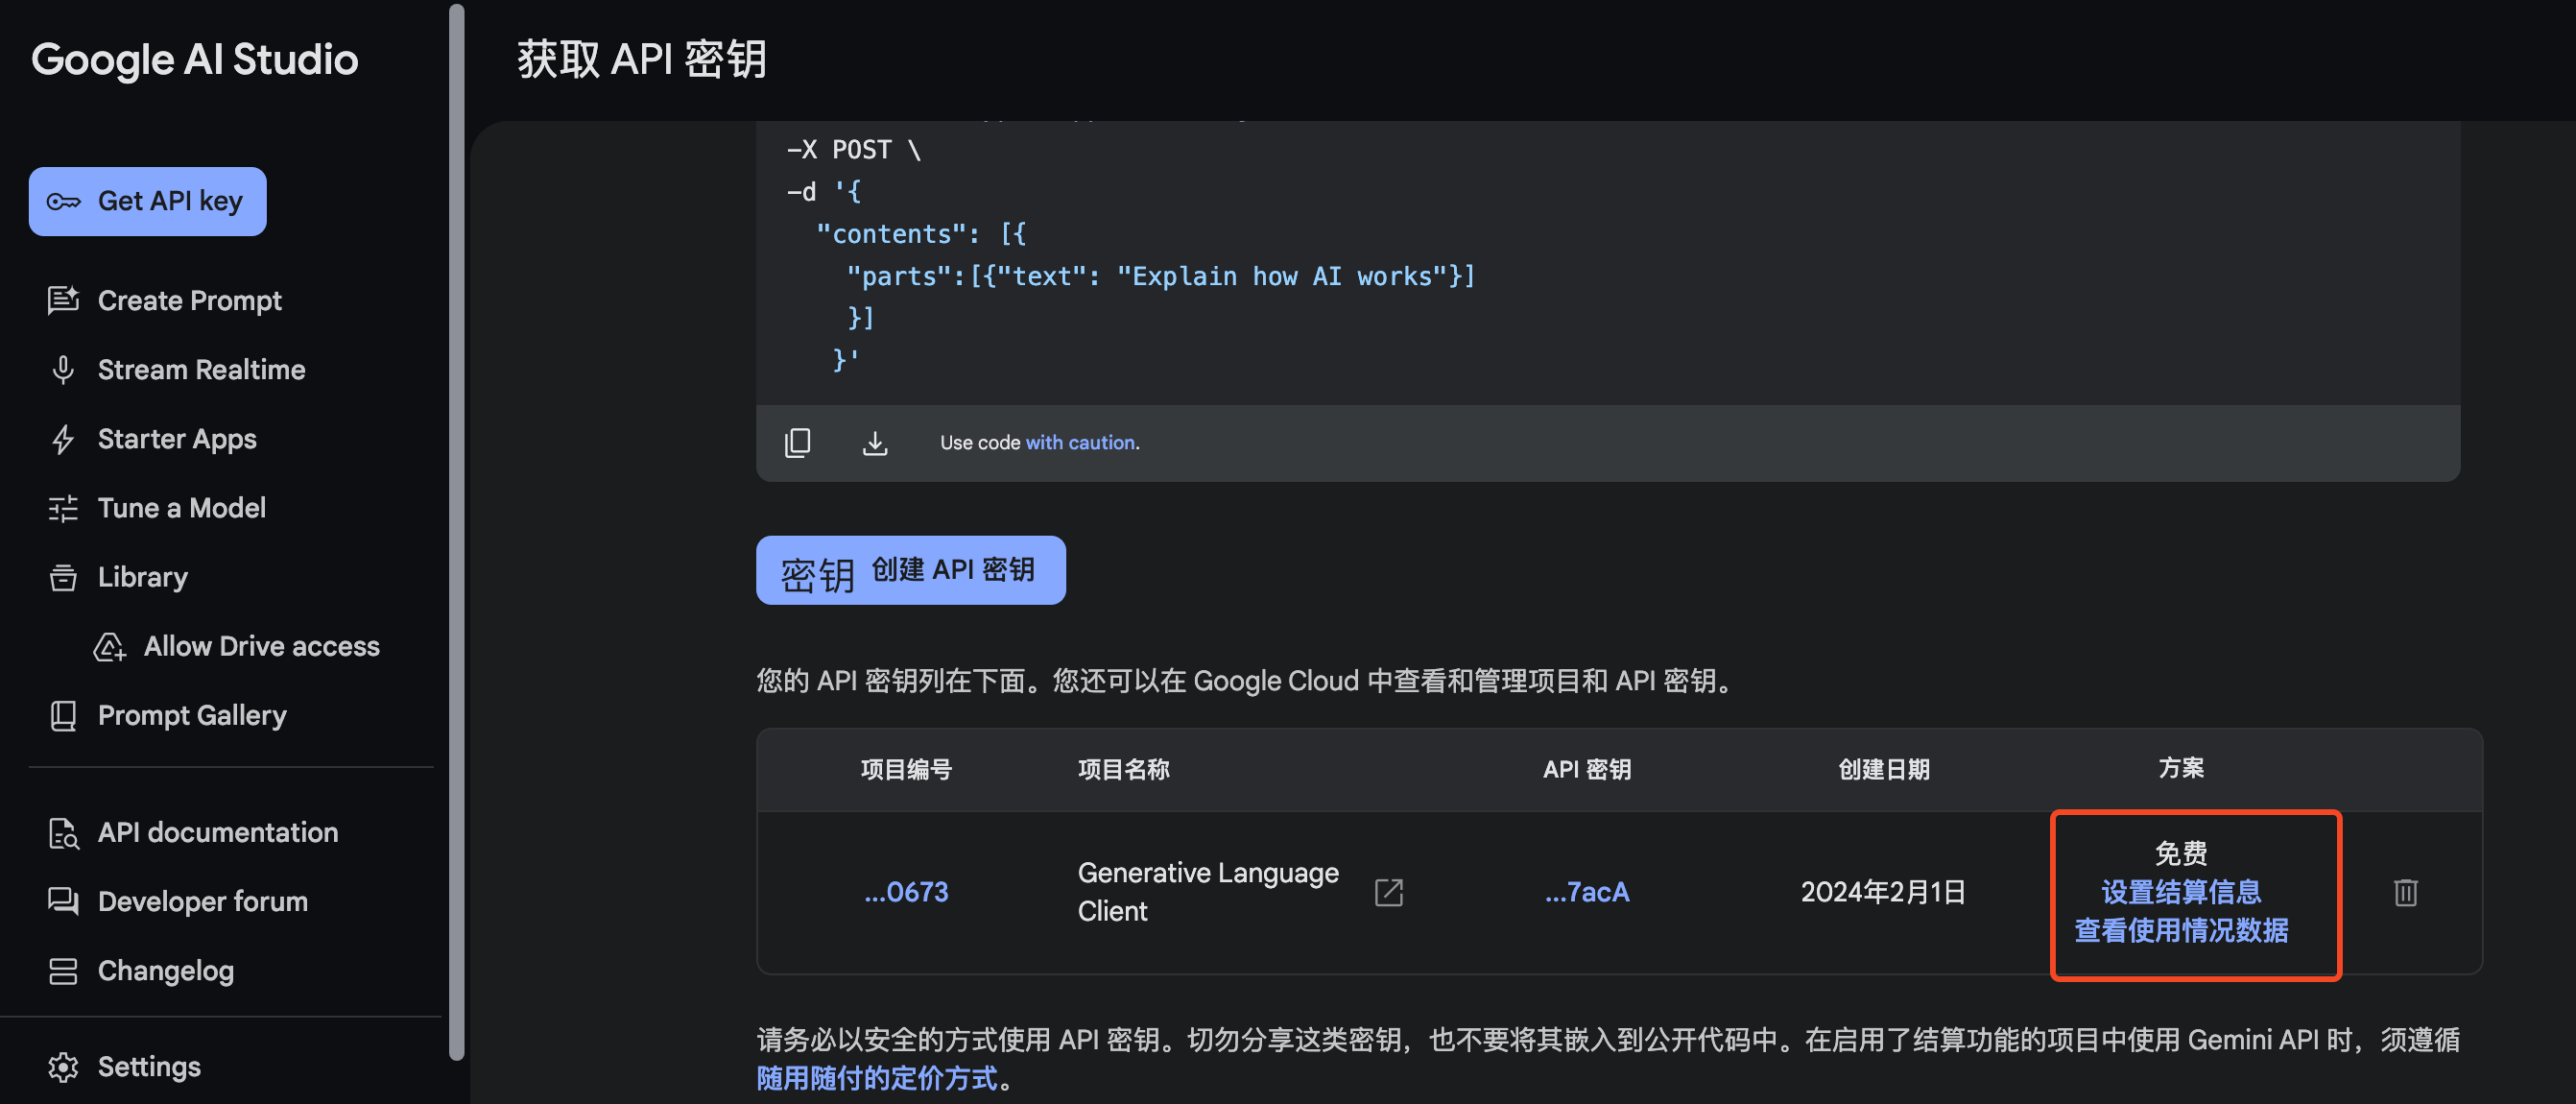 Google AI Studio
Get API key
Create Prompt
Stream Realtime
Starter Apps
Tune a Model
Library
Allow Drive access
Prompt Gallery
API documentation
Developer forum
Changelog
Settings
获取 API 密钥
-X POST \
-d '{
"contents": [{
"parts":[{"text": "Explain how AI works"}]
}]
}'
Use code with caution.
密钥 创建 API 密钥
您的 API 密钥列在下面。您还可以在 Google Cloud 中查看和管理项目和 API 密钥。
项目编号 项目名称 API 密钥 创建日期 方案
...0673 Generative Language Client ...7acA 2024年2月1日 免费
设置结算信息
查看使用情况数据
请务必以安全的方式使用 API 密钥。切勿分享这类密钥，也不要将其嵌入到公开代码中。在启用了结算功能的项目中使用 Gemini API 时，须遵循
随用随付的定价方式。